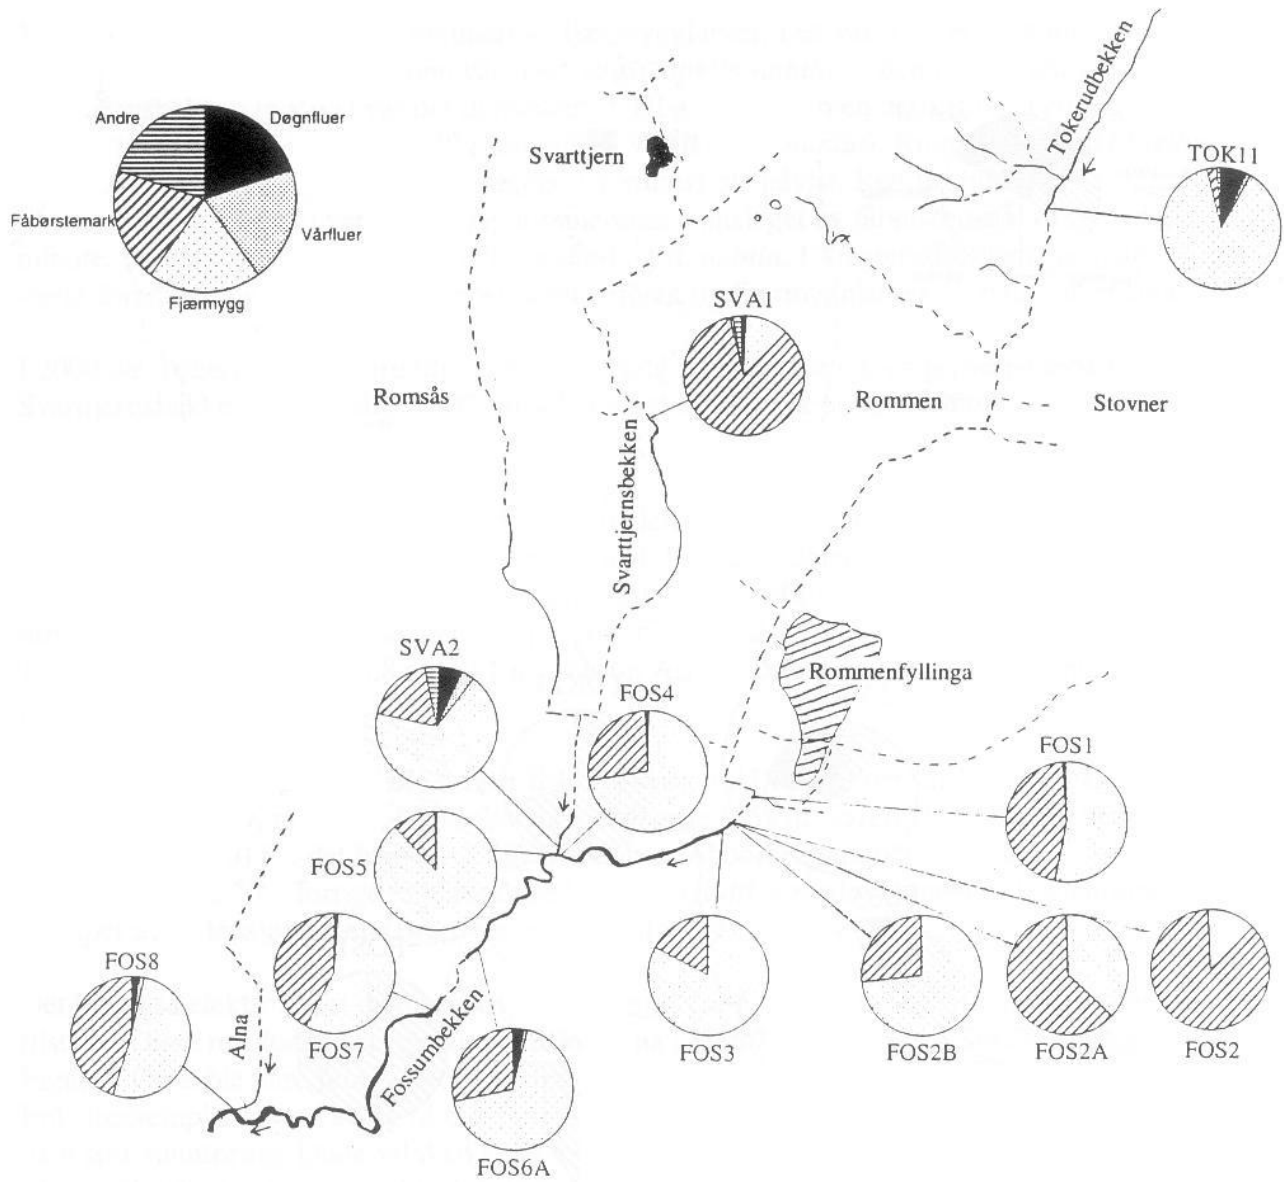 Andre
Døgnfluer
Fåbørstemark
Vårfluer
Fjærmygg
Svarttjern
Tokerudbekken
TOK11
SVA1
Romsås
Rommen
Stovner
Svarttjernsbekken
SVA2
FOS4
Rommenfyllinga
FOS1
FOS5
FOS8
FOS7
Alna
Fossumbekken
FOS3
FOS2B
FOS2A
FOS2
FOS6A